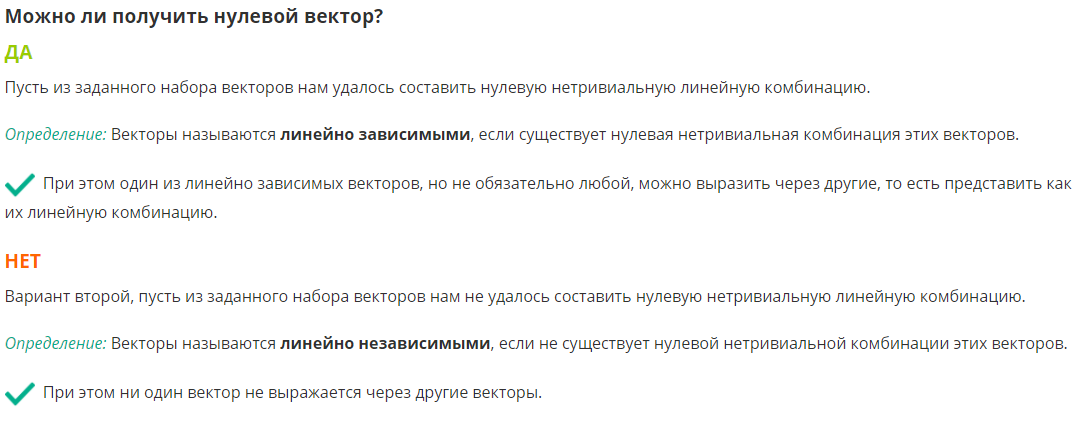 Можно ли получить нулевой вектор?
ДА
Пусть из заданного набора векторов нам удалось составить нулевую нетривиальную линейную комбинацию.
Определение: Векторы называются линейно зависимыми, если существует нулевая нетривиальная комбинация этих векторов.
При этом один из линейно зависимых векторов, но не обязательно любой, можно выразить через другие, то есть представить как
их линейную комбинацию.
НЕТ
Вариант второй, пусть из заданного набора векторов нам не удалось составить нулевую нетривиальную линейную комбинацию.
Определение: Векторы называются линейно независимыми, если не существует нулевой нетривиальной комбинации этих векторов.
При этом ни один вектор не выражается через другие векторы.